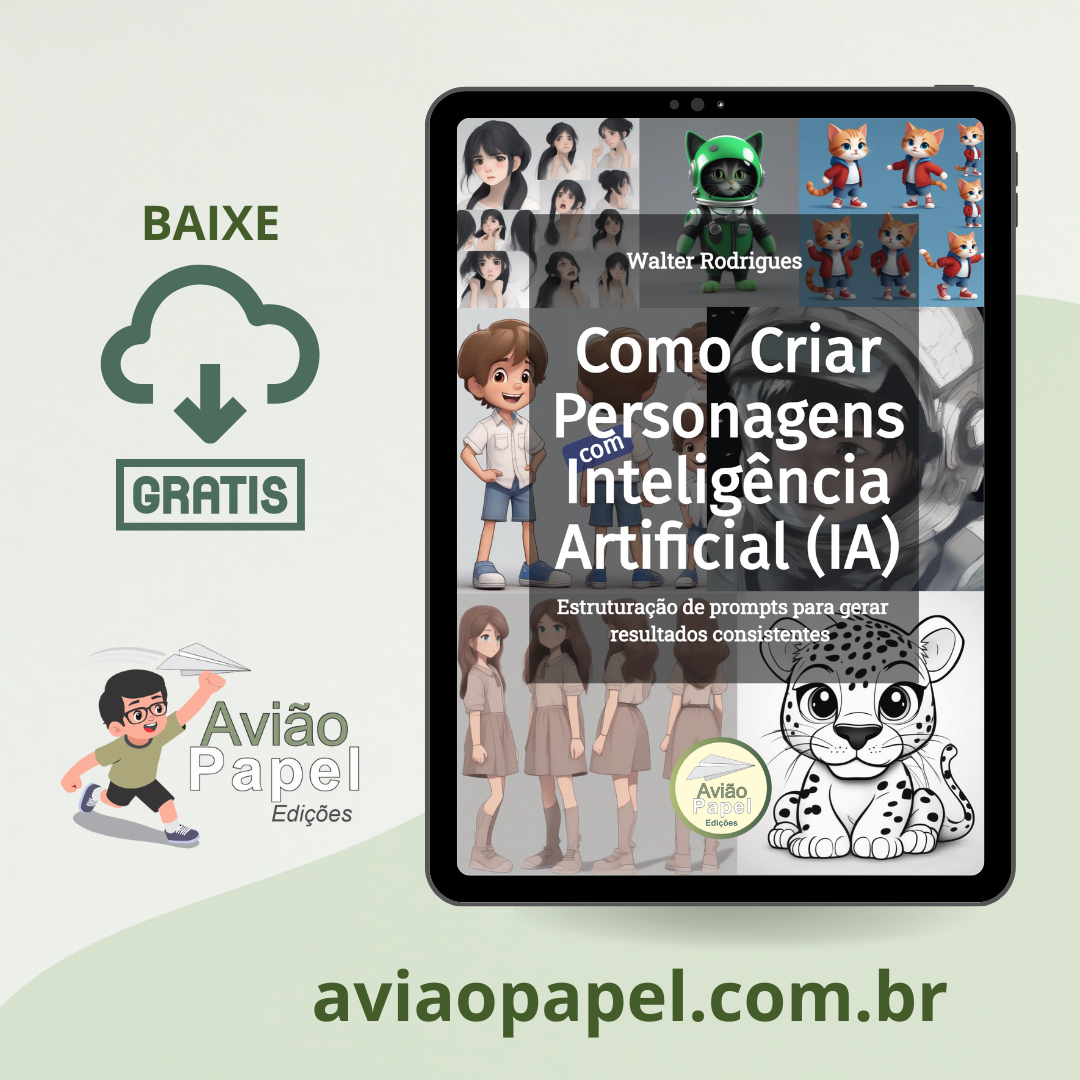 BAIXE
GRATIS
Avião
Papel
Edições
Walter Rodrigues
Como Criar
Personagens
com
Inteligência
Artificial (IA)
Estruturação de prompts para gerar
resultados consistentes
Avião
Papel
Edições
aviaopapel.com.br